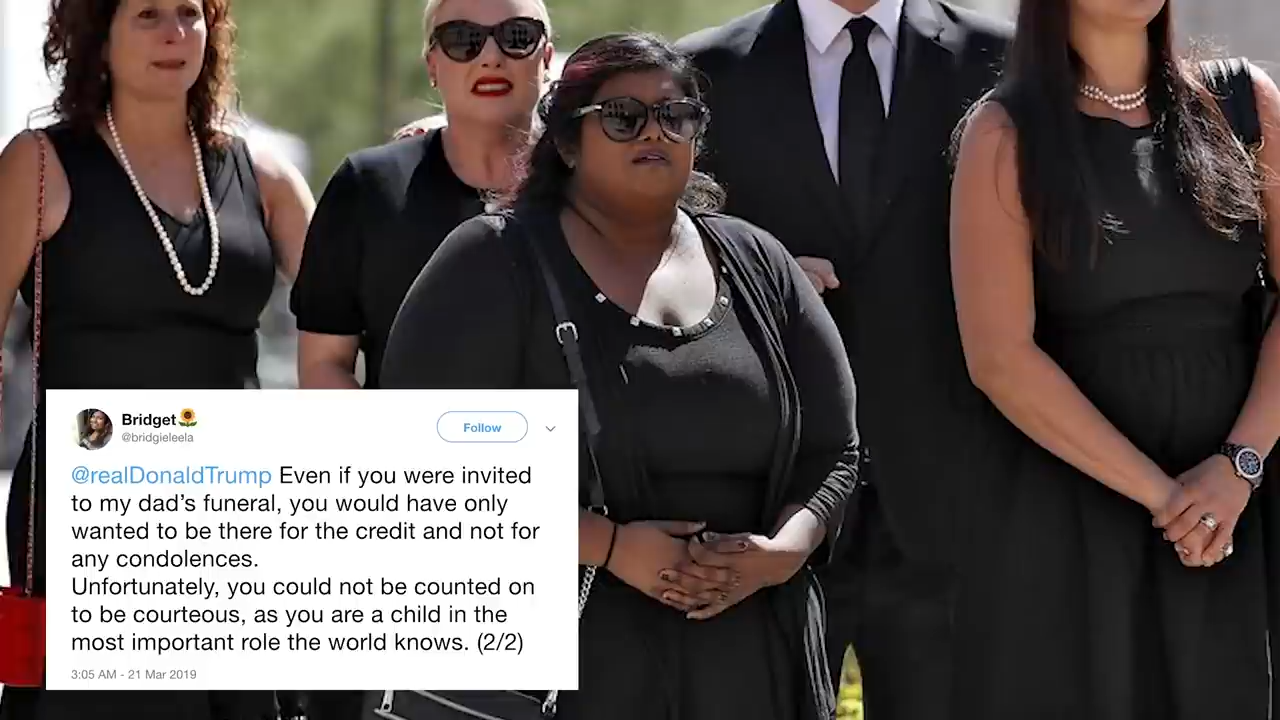 Bridget🌻
@bridgieleela
Follow
@realDonaldTrump Even if you were invited
to my dad’s funeral, you would have only
wanted to be there for the credit and not for
any condolences.
Unfortunately, you could not be counted on
to be courteous, as you are a child in the
most important role the world knows. (2/2)
3:05 AM - 21 Mar 2019